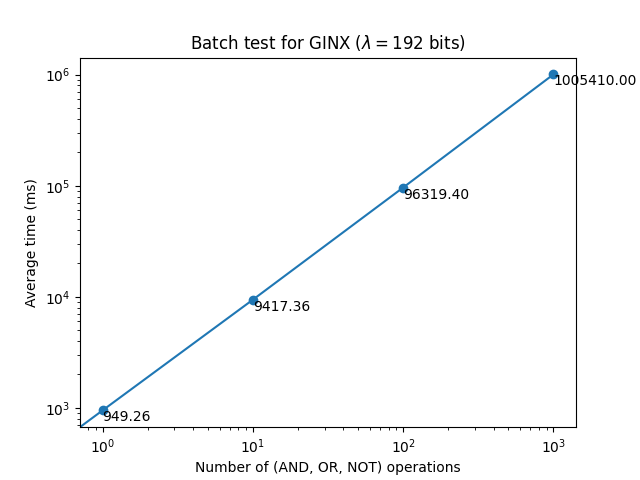 Batch test for GINX (λ = 192 bits)
Average time (ms)
10⁶
10⁵
10⁴
10³
1005410.00
96319.40
9417.36
949.26
10⁰ 10¹ 10² 10³
Number of (AND, OR, NOT) operations